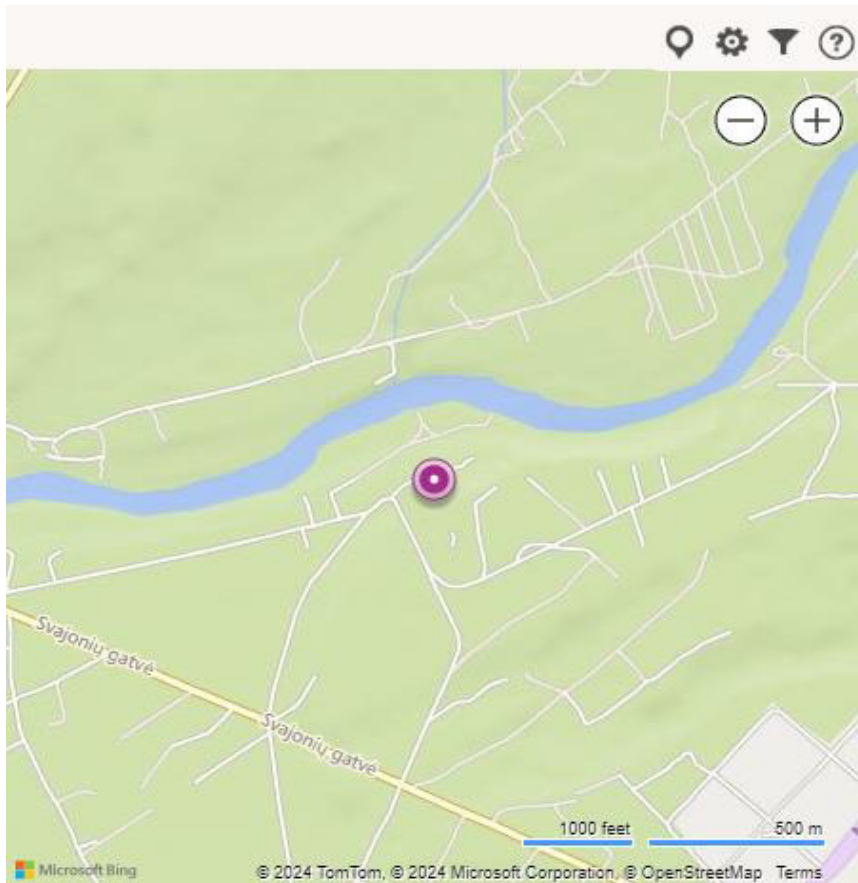 ?
Svajonių gatvė
Svajonių gatvė
1000 feet 500 m
Microsoft Bing
© 2024 TomTom, © 2024 Microsoft Corporation, © OpenStreetMap Terms